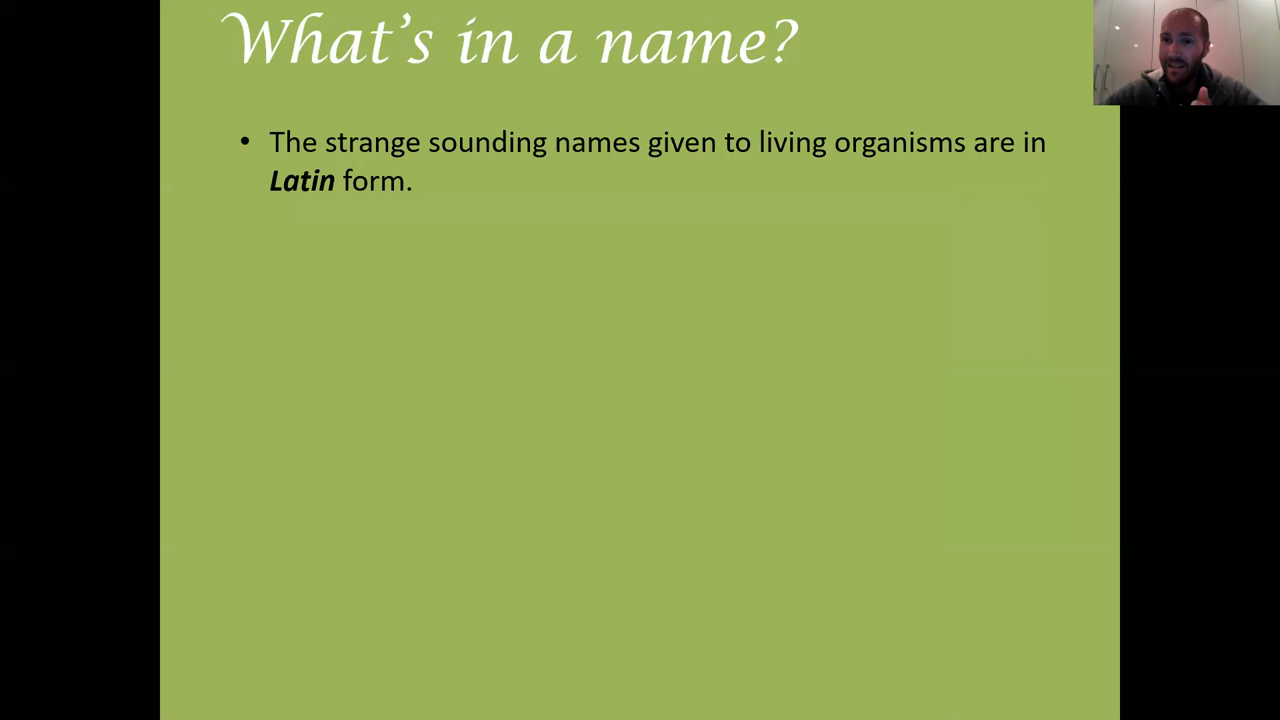 What's in a name?
• The strange sounding names given to living organisms are in
Latin form.